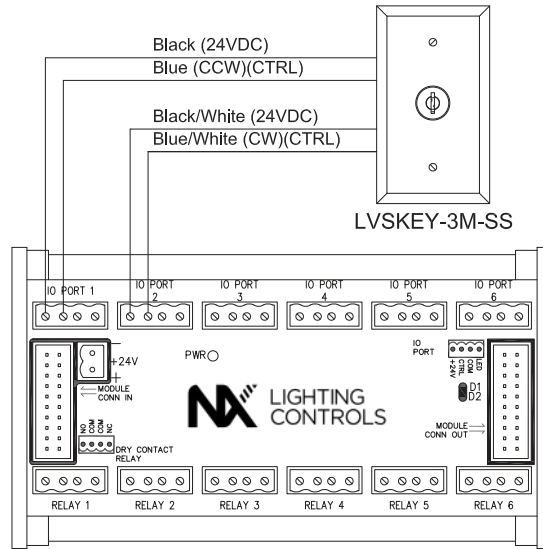 Black (24VDC)
Blue (CCW)(CTRL)
Black/White (24VDC)
Blue/White (CW)(CTRL)
LVSKEY-3M-SS
IO PORT 1
IO PORT
2
IO PORT
3
IO PORT
4
IO PORT
5
IO PORT
6
+24V
−
+
MODULE
CONN IN
NO
COM
COM
NC
DRY CONTACT
RELAY
PWR
NX LIGHTING
CONTROLS
IO
PORT
+24V
CTRL
COM
LED
D1
D2
MODULE
CONN OUT
RELAY 1
RELAY 2
RELAY 3
RELAY 4
RELAY 5
RELAY 6